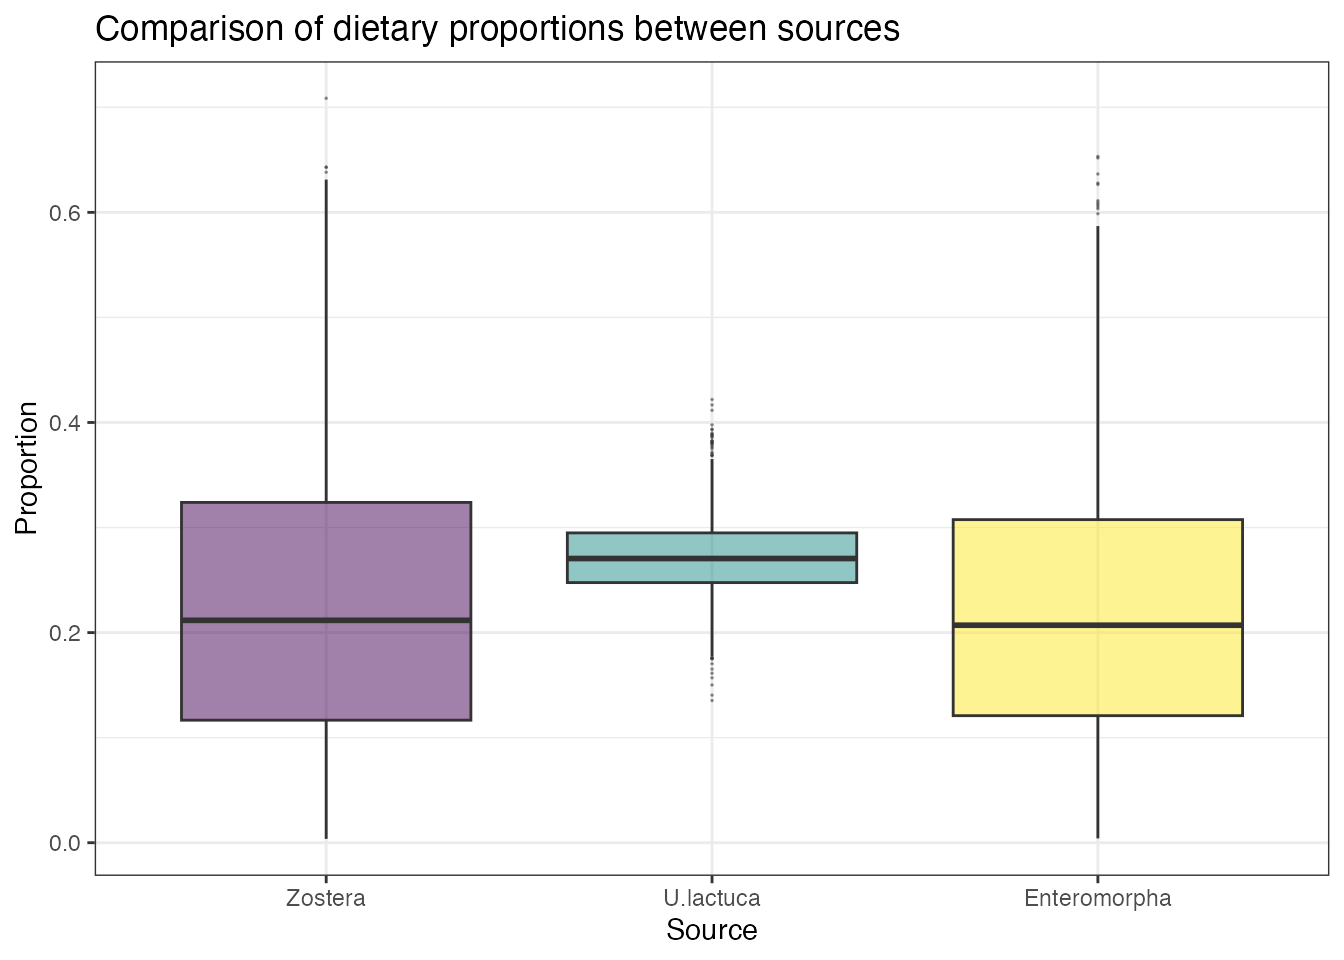 Comparison of dietary proportions between sources
Proportion
0.6
0.4
0.2
0.0
Zostera
U.lactuca
Enteromorpha
Source